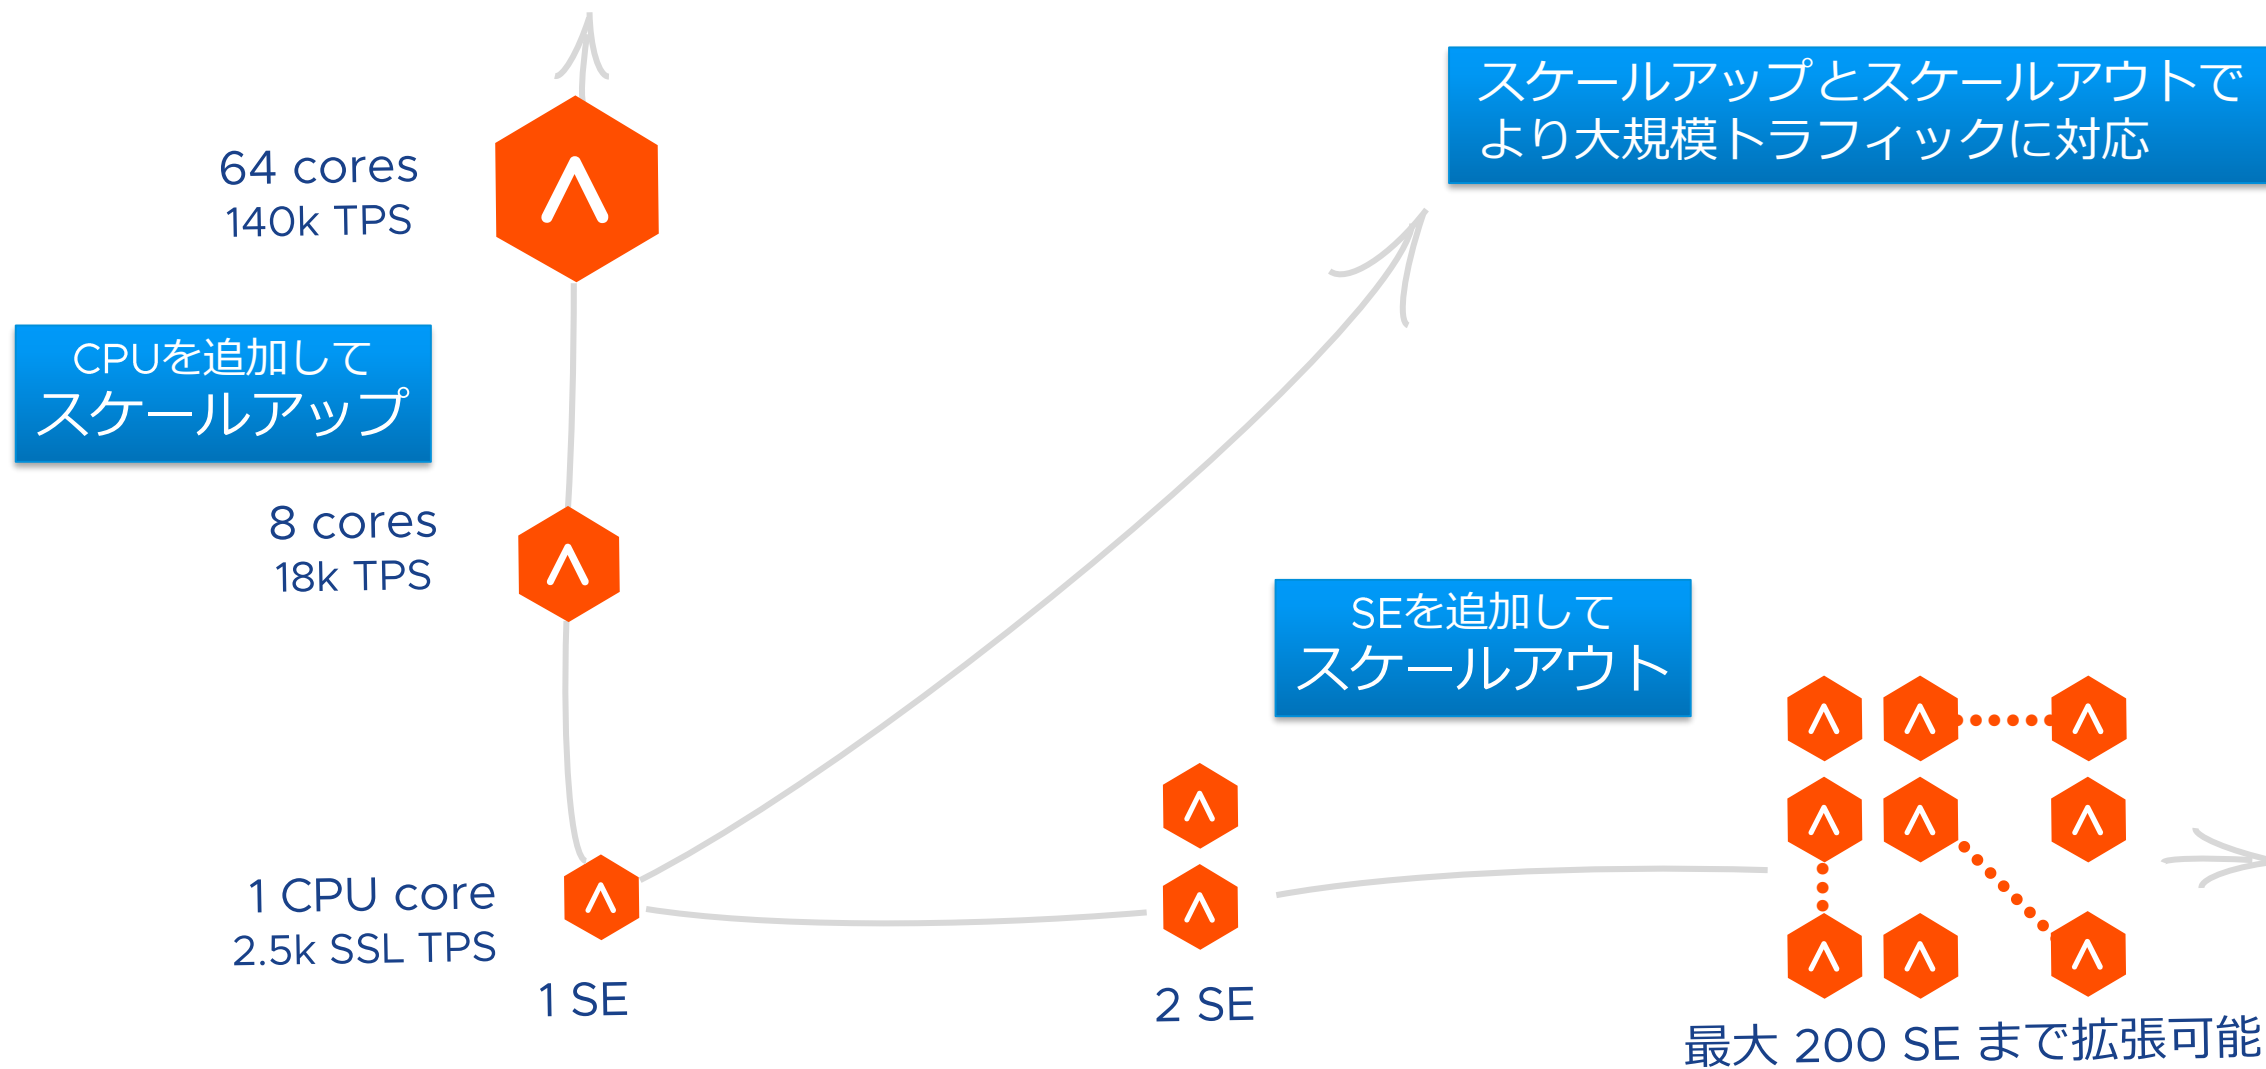 スケールアップとスケールアウトで
より大規模トラフィックに対応
64 cores
140k TPS
CPUを追加して
スケールアップ
8 cores
18k TPS
SEを追加して
スケールアウト
1 CPU core
2.5k SSL TPS
1 SE
2 SE
最大 200 SE まで拡張可能